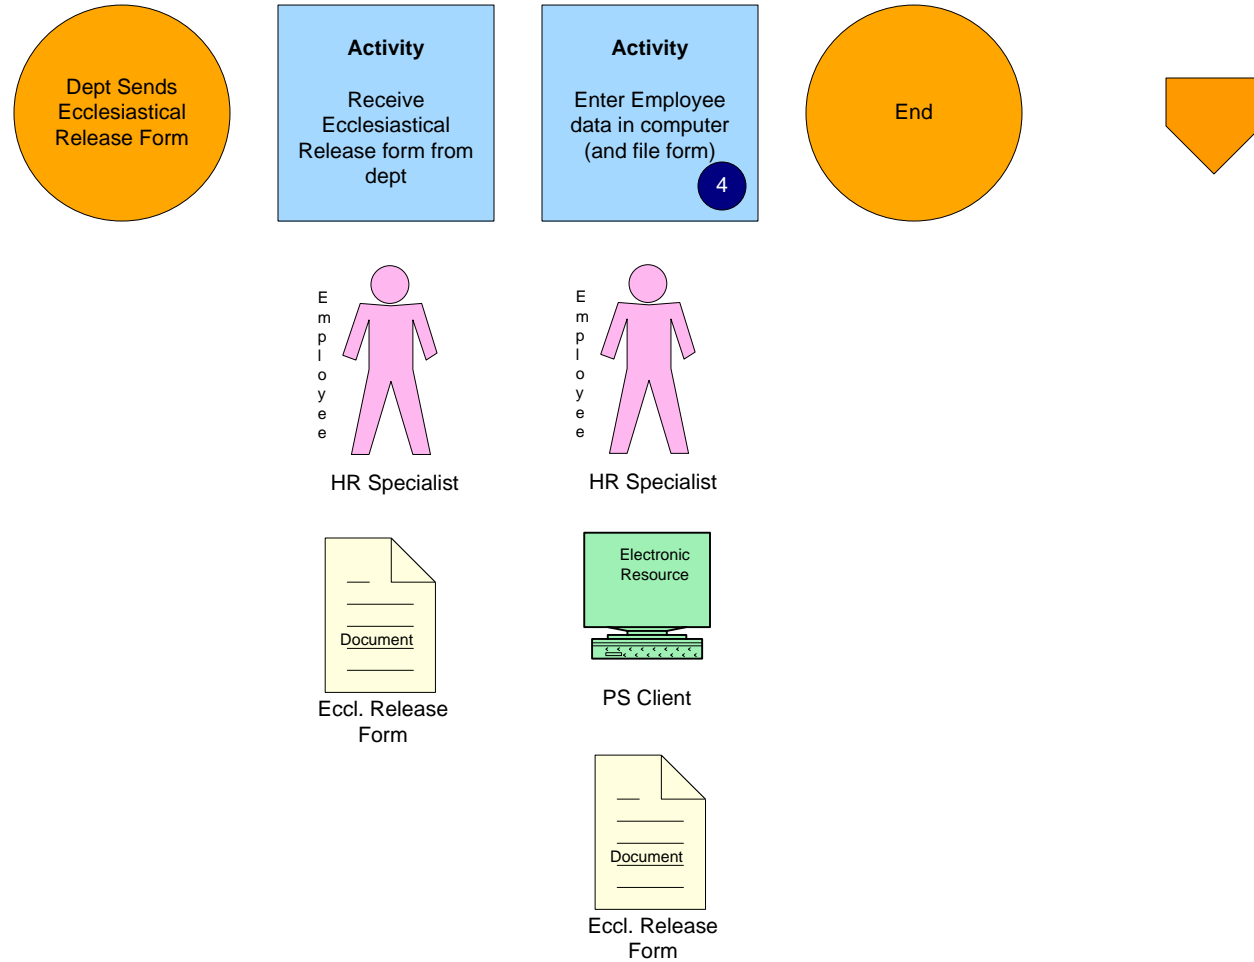 Dept Sends
Ecclesiastical
Release Form
Activity
Receive
Ecclesiastical
Release form from
dept
Activity
Enter Employee
data in computer
(and file form)
4
End
Employee
HR Specialist
Employee
HR Specialist
Document
Eccl. Release
Form
Electronic
Resource
PS Client
Document
Eccl. Release
Form